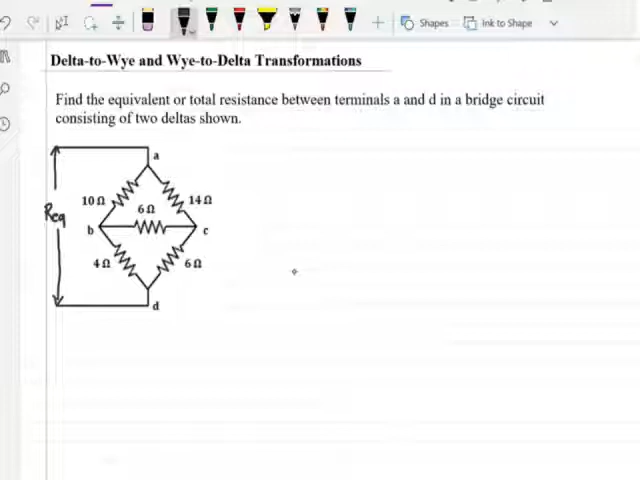 Shapes
Ink to Shape
Delta-to-Wye and Wye-to-Delta Transformations
Find the equivalent or total resistance between terminals a and d in a bridge circuit
consisting of two deltas shown.
a
10 Ω
14 Ω
6 Ω
Req
b
c
4 Ω
6 Ω
d